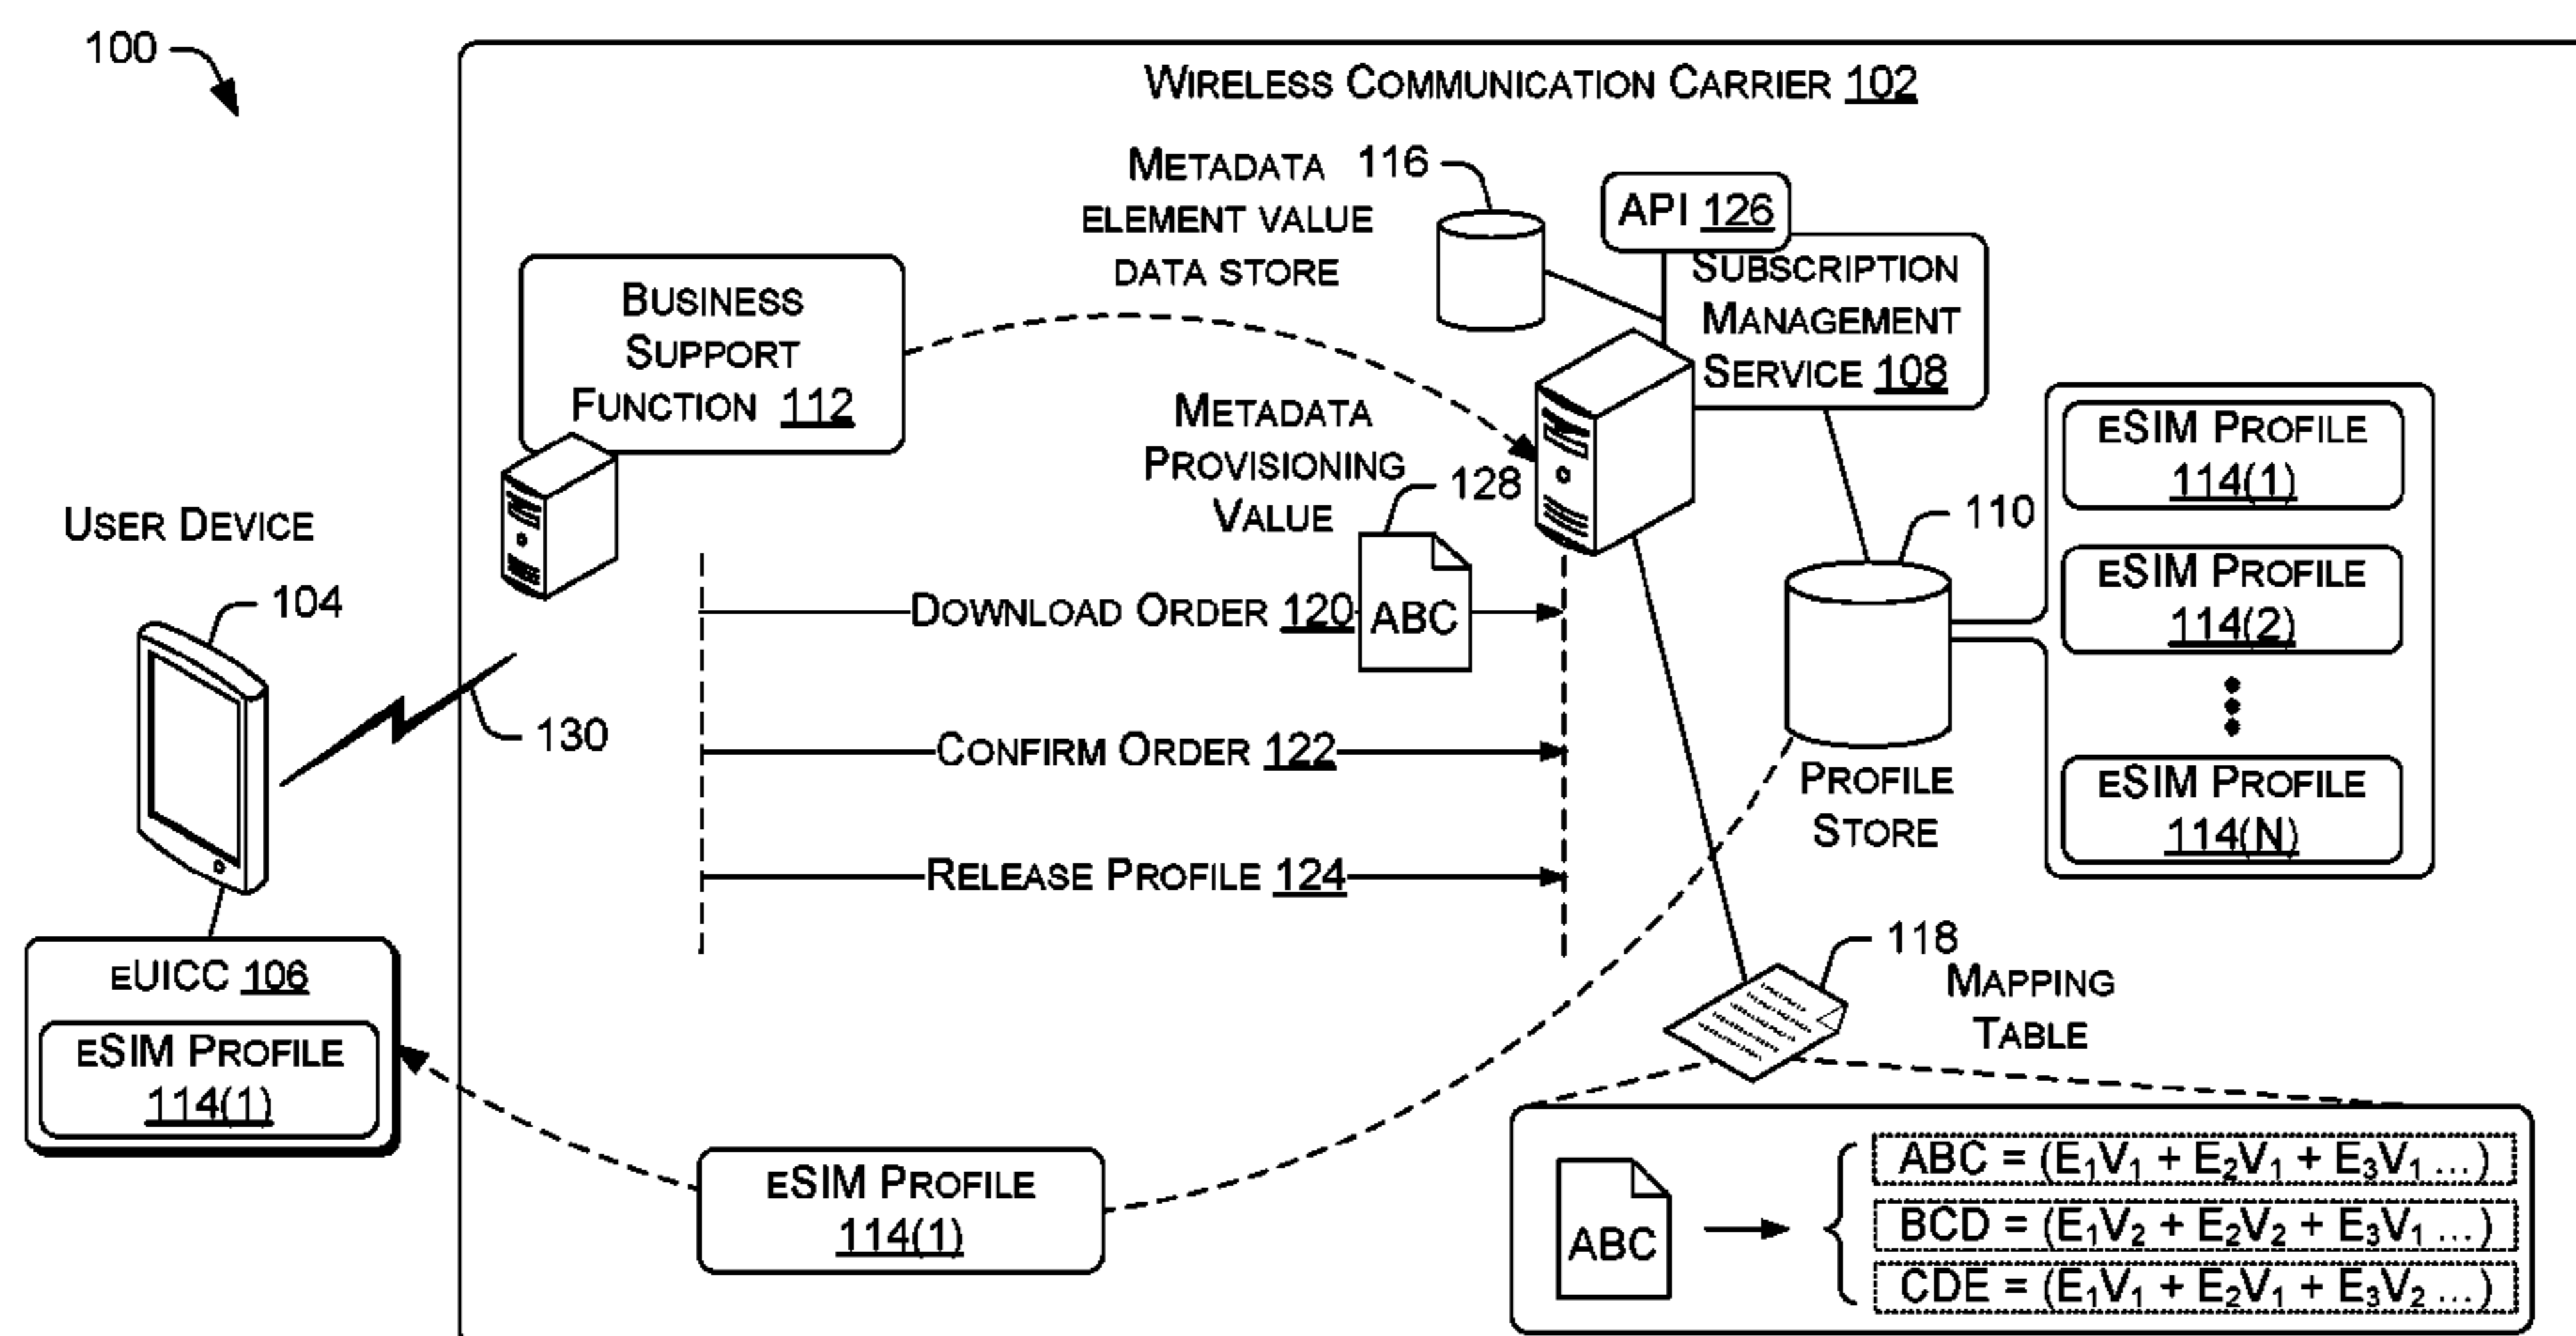 100
WIRELESS COMMUNICATION CARRIER 102
METADATA
ELEMENT VALUE
DATA STORE
116
API 126
SUBSCRIPTION
MANAGEMENT
SERVICE 108
BUSINESS
SUPPORT
FUNCTION 112
METADATA
PROVISIONING
VALUE
128
ESIM PROFILE
114(1)
ESIM PROFILE
114(2)
ESIM PROFILE
114(N)
110
PROFILE
STORE
USER DEVICE
104
130
DOWNLOAD ORDER 120
ABC
CONFIRM ORDER 122
RELEASE PROFILE 124
EUICC 106
ESIM PROFILE
114(1)
ESIM PROFILE
114(1)
118
MAPPING
TABLE
ABC
ABC = (E₁V₁ + E₂V₁ + E₃V₁ ...)
BCD = (E₁V₂ + E₂V₂ + E₃V₁ ...)
CDE = (E₁V₁ + E₂V₁ + E₃V₂ ...)